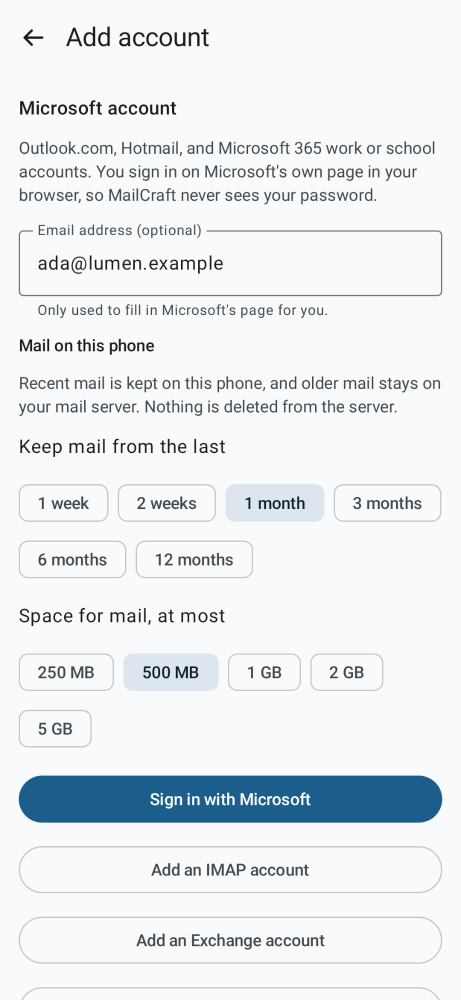 Add account
Microsoft account
Outlook.com, Hotmail, and Microsoft 365 work or school
accounts. You sign in on Microsoft's own page in your
browser, so MailCraft never sees your password.
Email address (optional)
ada@lumen.example
Only used to fill in Microsoft's page for you.
Mail on this phone
Recent mail is kept on this phone, and older mail stays on
your mail server. Nothing is deleted from the server.
Keep mail from the last
1 week 2 weeks 1 month 3 months
6 months 12 months
Space for mail, at most
250 MB 500 MB 1 GB 2 GB
5 GB
Sign in with Microsoft
Add an IMAP account
Add an Exchange account